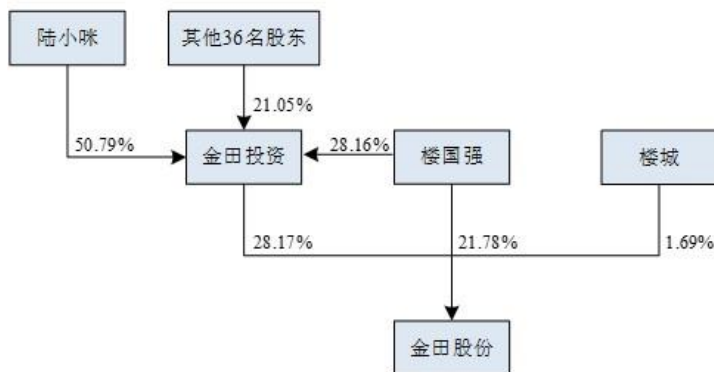 陆小咪
其他36名股东
21.05%
50.79%
金田投资
28.16%
楼国强
楼城
28.17%
21.78%
1.69%
金田股份